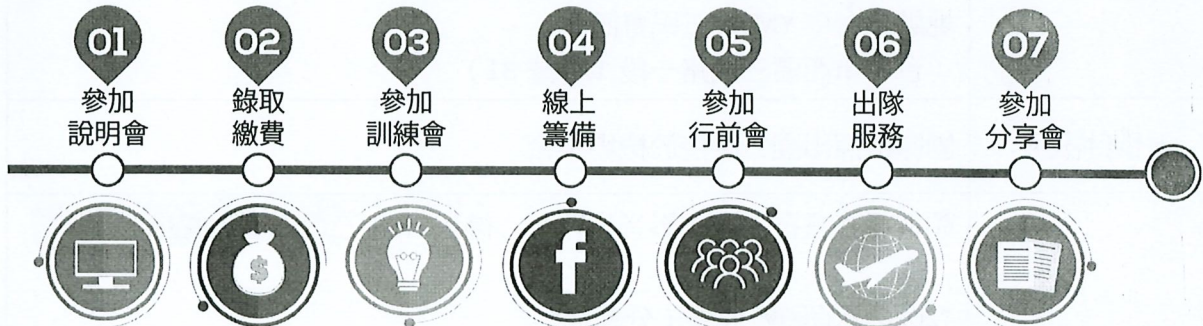 01
參加
說明會
02
錄取
繳費
03
參加
訓練會
04
線上
籌備
05
參加
行前會
06
出隊
服務
07
參加
分享會
$
f